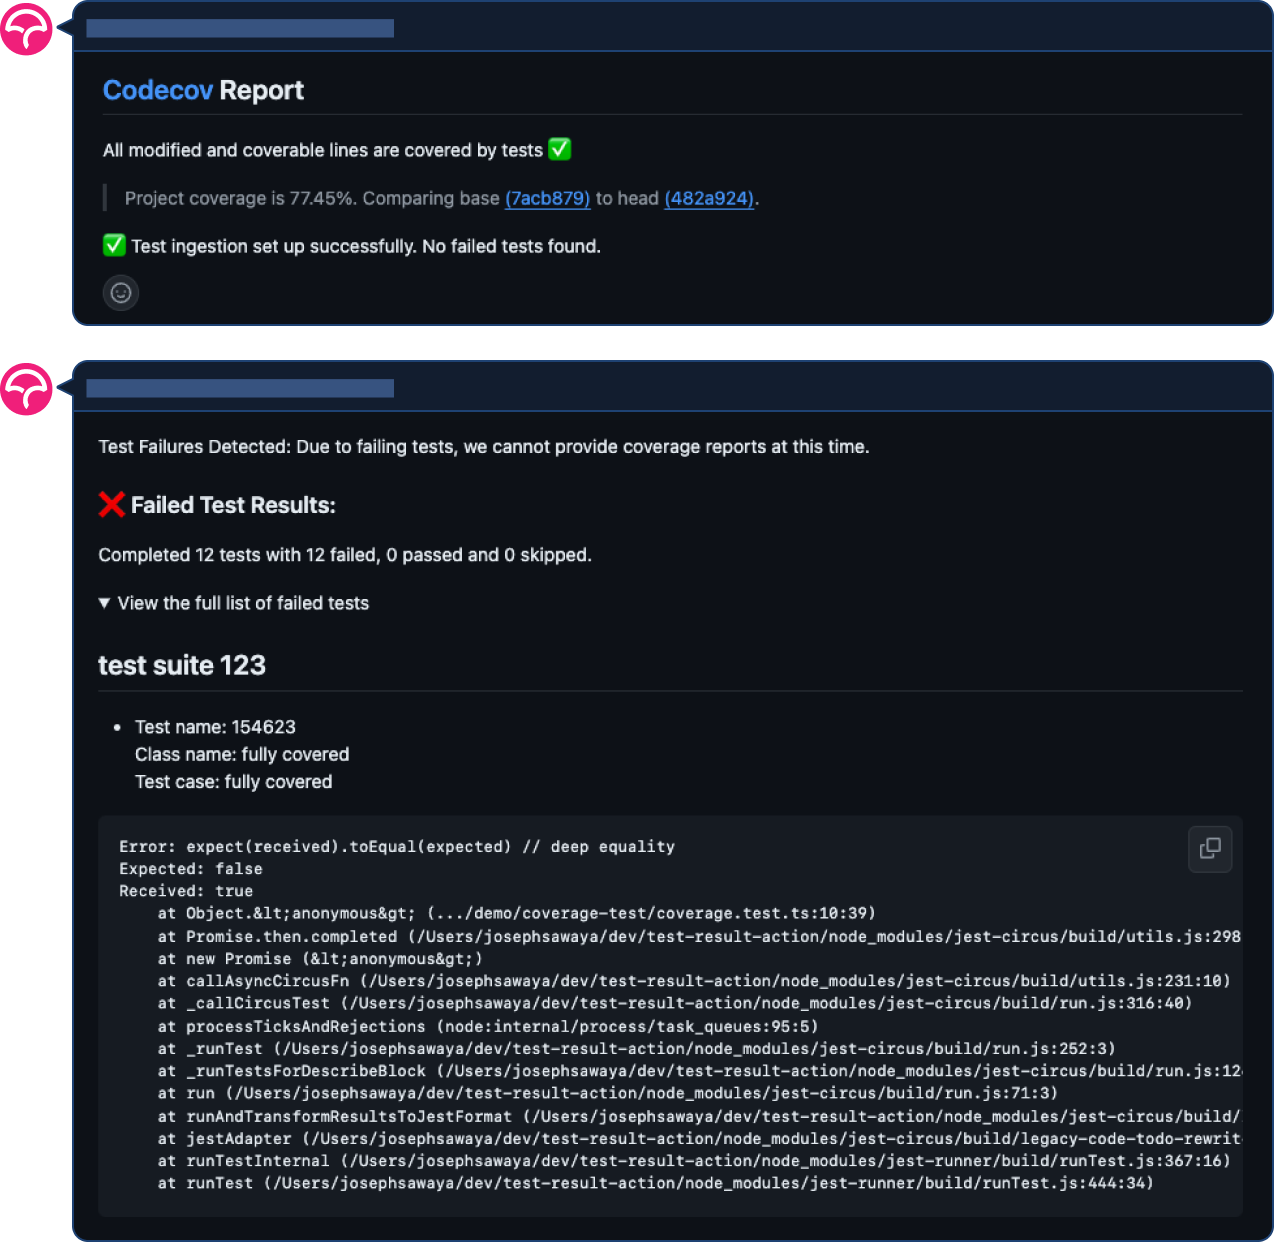 Codecov Report
All modified and coverable lines are covered by tests ✅
Project coverage is 77.45%. Comparing base (7acb879) to head (482a924).
✅ Test ingestion set up successfully. No failed tests found.
Test Failures Detected: Due to failing tests, we cannot provide coverage reports at this time.
❌ Failed Test Results:
Completed 12 tests with 12 failed, 0 passed and 0 skipped.
▼ View the full list of failed tests
test suite 123
• Test name: 154623
Class name: fully covered
Test case: fully covered
Error: expect(received).toEqual(expected) // deep equality
Expected: false
Received: true
at Object.&lt;anonymous&gt; (.../demo/coverage-test/coverage.test.ts:10:39)
at Promise.then.completed (/Users/josephsawaya/dev/test-result-action/node_modules/jest-circus/build/utils.js:298
at new Promise (&lt;anonymous&gt;)
at callAsyncCircusFn (/Users/josephsawaya/dev/test-result-action/node_modules/jest-circus/build/utils.js:231:10)
at _callCircusTest (/Users/josephsawaya/dev/test-result-action/node_modules/jest-circus/build/run.js:316:40)
at processTicksAndRejections (node:internal/process/task_queues:95:5)
at _runTest (/Users/josephsawaya/dev/test-result-action/node_modules/jest-circus/build/run.js:252:3)
at _runTestsForDescribeBlock (/Users/josephsawaya/dev/test-result-action/node_modules/jest-circus/build/run.js:12
at run (/Users/josephsawaya/dev/test-result-action/node_modules/jest-circus/build/run.js:71:3)
at runAndTransformResultsToJestFormat (/Users/josephsawaya/dev/test-result-action/node_modules/jest-circus/build/
at jestAdapter (/Users/josephsawaya/dev/test-result-action/node_modules/jest-circus/build/legacy-code-todo-rewrit
at runTestInternal (/Users/josephsawaya/dev/test-result-action/node_modules/jest-runner/build/runTest.js:367:16)
at runTest (/Users/josephsawaya/dev/test-result-action/node_modules/jest-runner/build/runTest.js:444:34)